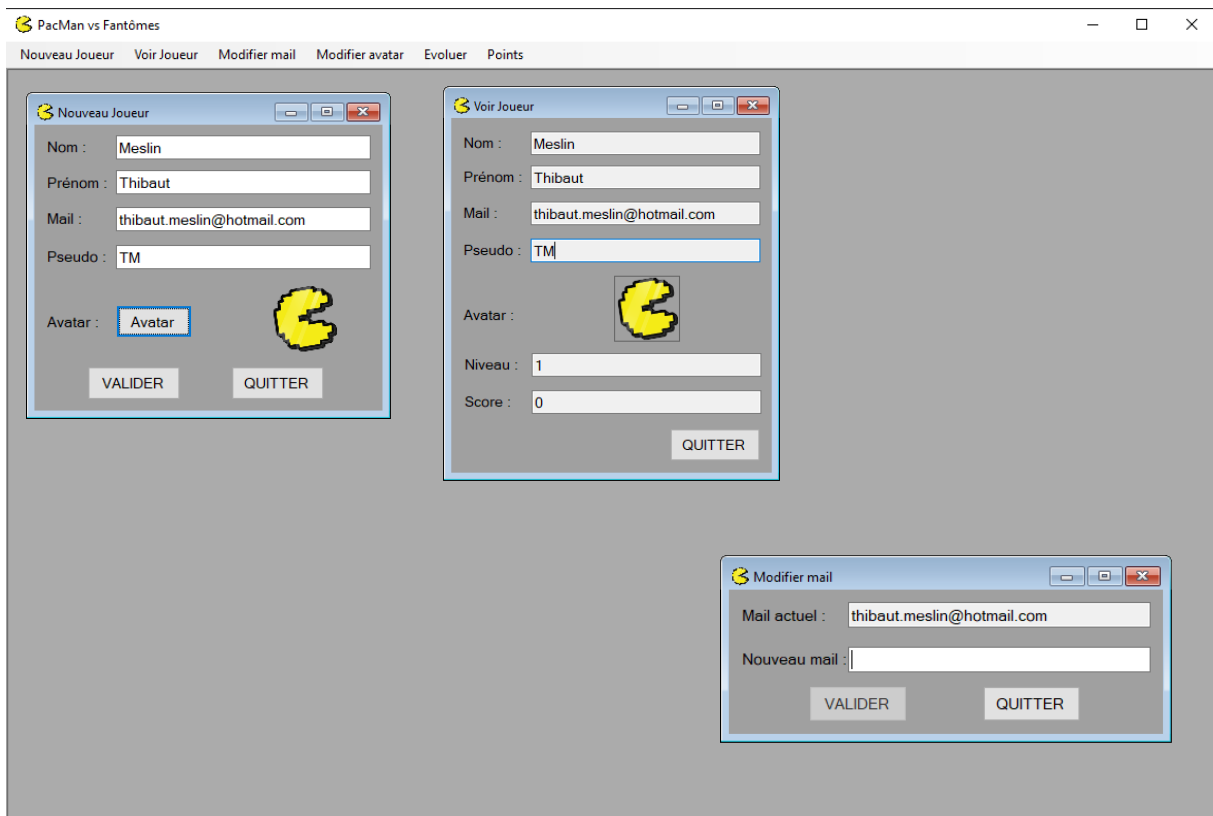 PacMan vs Fantômes
Nouveau Joueur Voir Joueur Modifier mail Modifier avatar Evoluer Points
Nouveau Joueur
Nom : Meslin
Prénom : Thibaut
Mail : thibaut.meslin@hotmail.com
Pseudo : TM
Avatar : Avatar
VALIDER QUITTER
Voir Joueur
Nom : Meslin
Prénom : Thibaut
Mail : thibaut.meslin@hotmail.com
Pseudo : TM
Avatar :
Niveau : 1
Score : 0
QUITTER
Modifier mail
Mail actuel : thibaut.meslin@hotmail.com
Nouveau mail :
VALIDER QUITTER